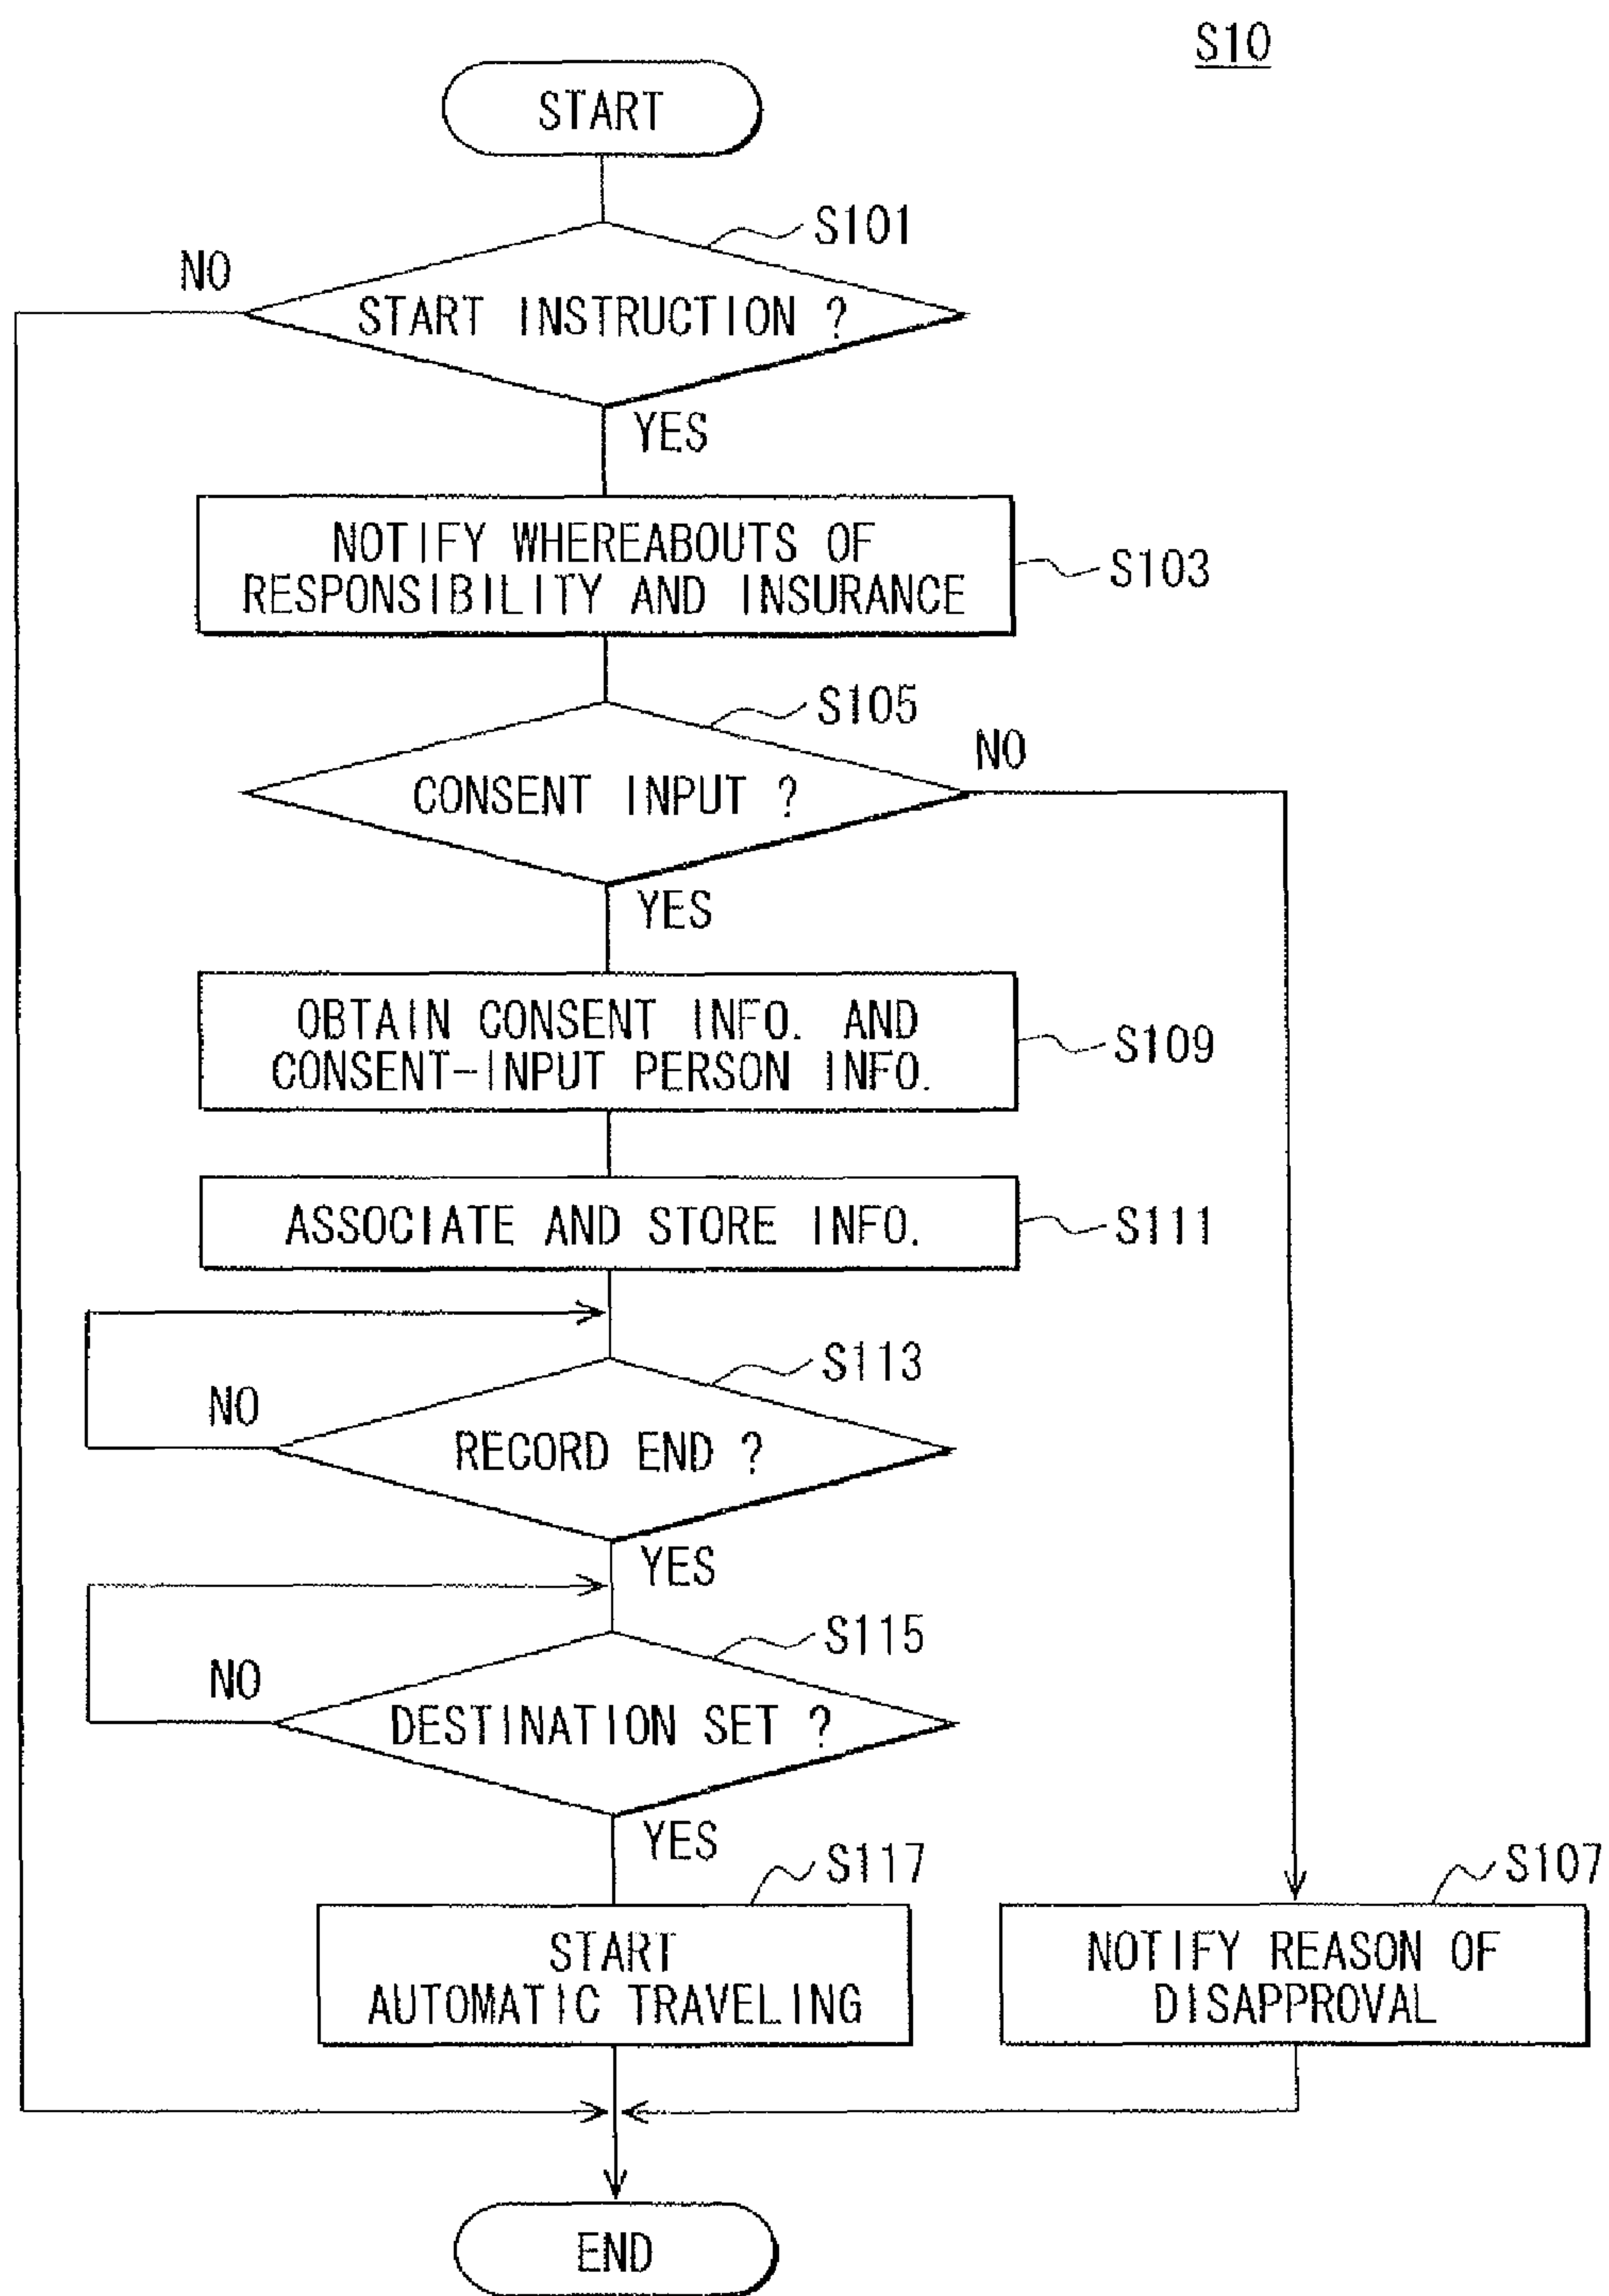 S10
START
S101
NO
START INSTRUCTION ?
YES
NOTIFY WHEREABOUTS OF
RESPONSIBILITY AND INSURANCE
S103
S105
NO
CONSENT INPUT ?
YES
OBTAIN CONSENT INFO. AND
CONSENT-INPUT PERSON INFO.
S109
ASSOCIATE AND STORE INFO.
S111
S113
NO
RECORD END ?
YES
S115
NO
DESTINATION SET ?
YES
S117
START
AUTOMATIC TRAVELING
S107
NOTIFY REASON OF
DISAPPROVAL
END